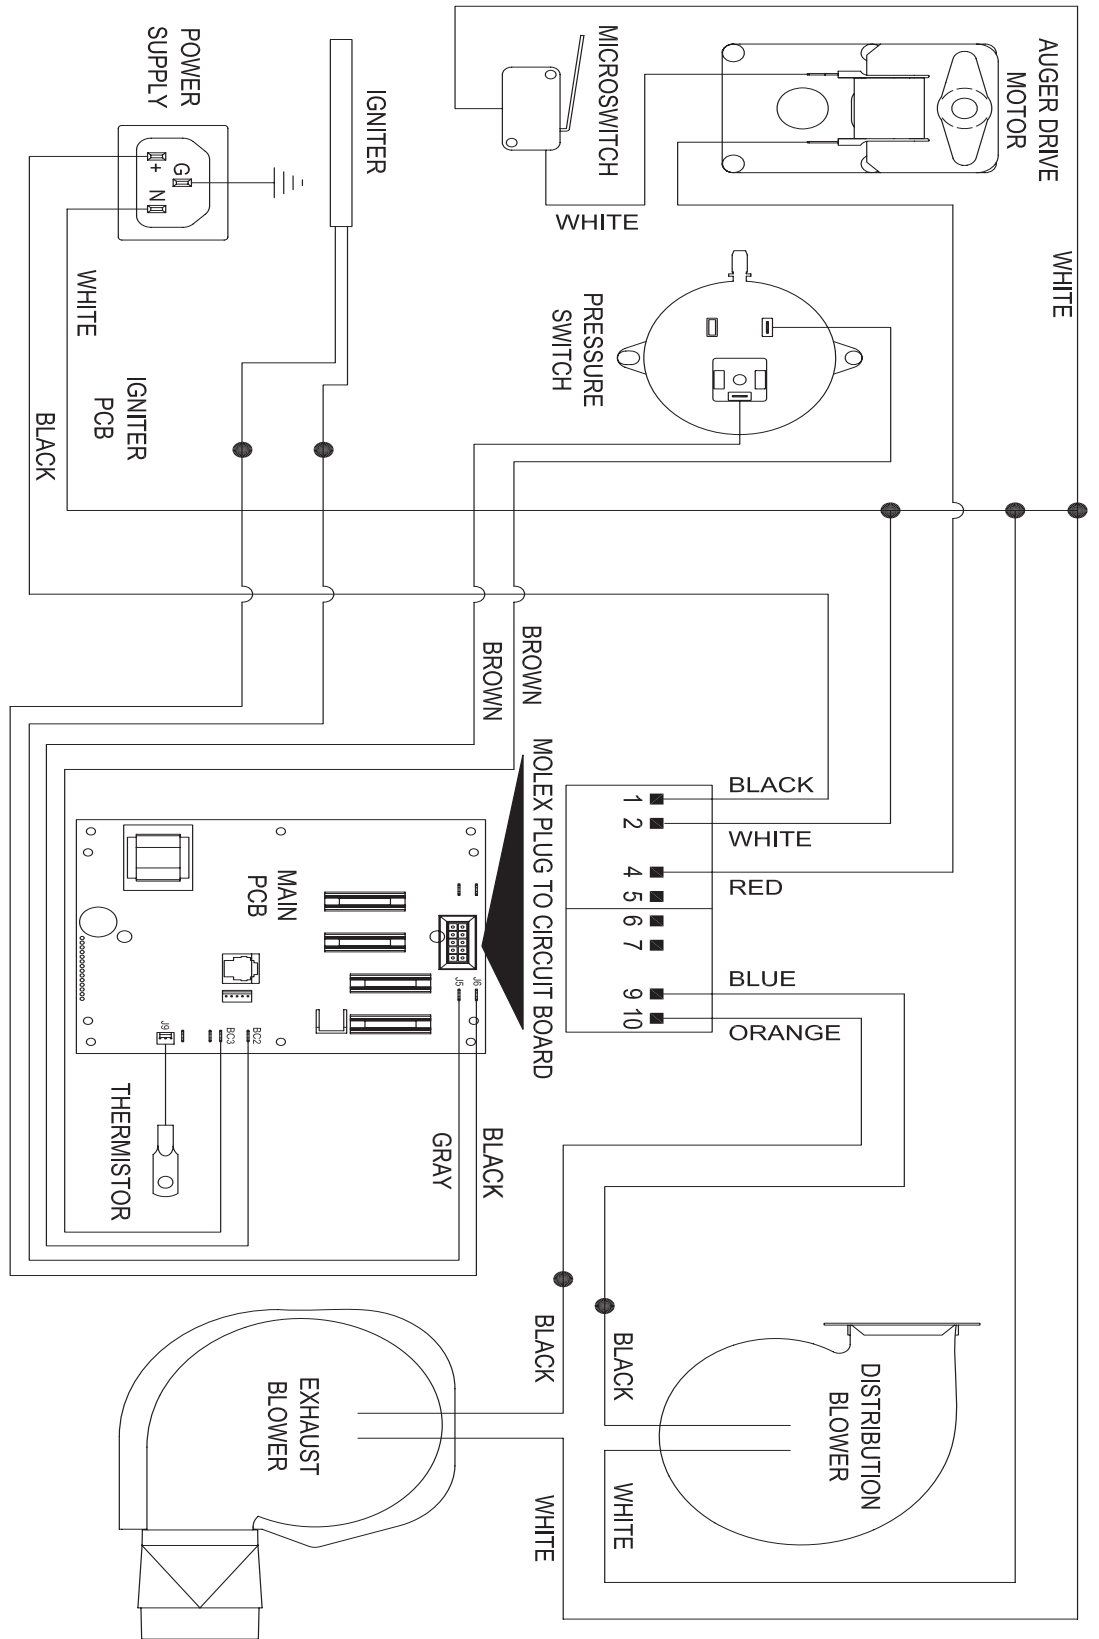 AUGER DRIVE
MOTOR
MICROSWITCH
IGNITER
POWER
SUPPLY
G
+
N
WHITE
WHITE
WHITE
PRESSURE
SWITCH
IGNITER
PCB
BLACK
BROWN
BROWN
MOLEX PLUG TO CIRCUIT BOARD
1
2
4
5
6
7
9
10
BLACK
WHITE
RED
BLUE
ORANGE
MAIN
PCB
J6
J5
BC2
BC3
J9
THERMISTOR
BLACK
GRAY
BLACK
BLACK
DISTRIBUTION
BLOWER
EXHAUST
BLOWER
WHITE
WHITE